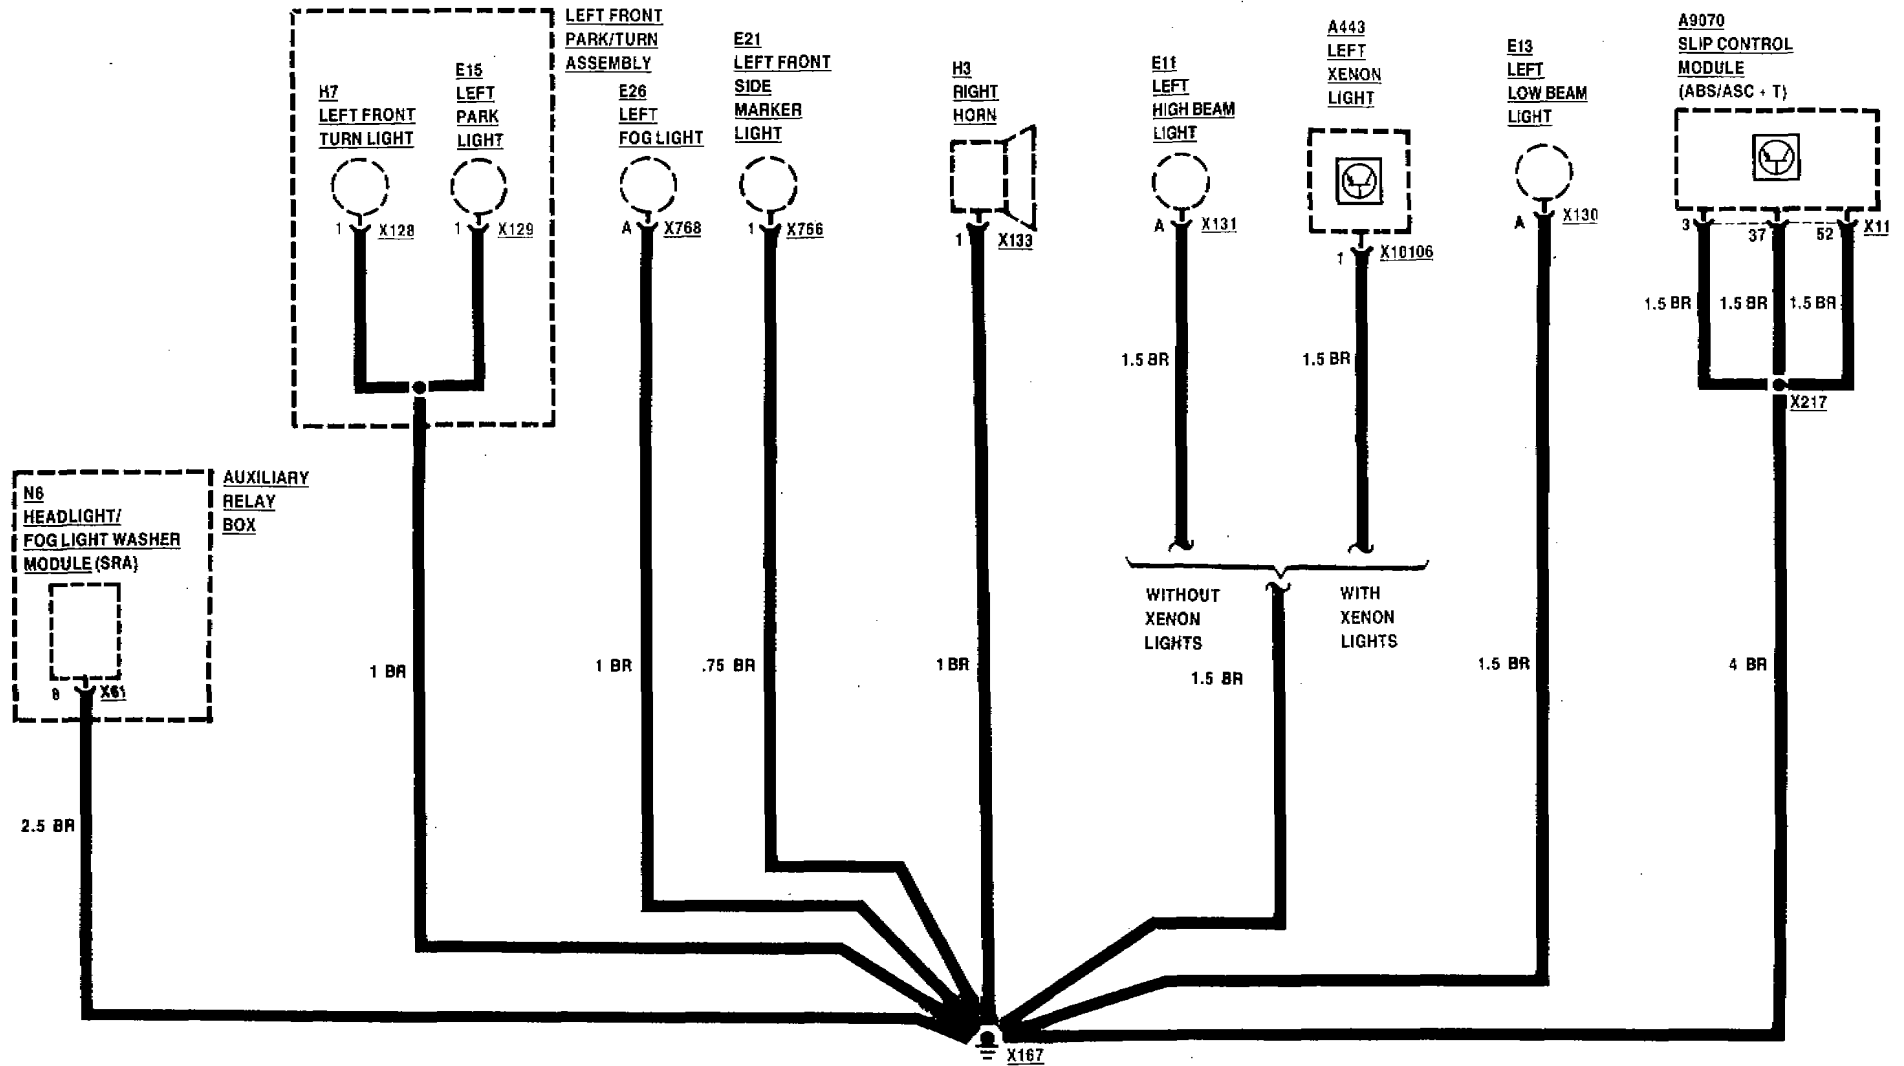 LEFT FRONT
PARK/TURN
ASSEMBLY
H7
LEFT FRONT
TURN LIGHT
E15
LEFT
PARK
LIGHT
E26
LEFT
FOG LIGHT
E21
LEFT FRONT
SIDE
MARKER
LIGHT
H3
RIGHT
HORN
E11
LEFT
HIGH BEAM
LIGHT
A443
LEFT
XENON
LIGHT
E13
LEFT
LOW BEAM
LIGHT
A9070
SLIP CONTROL
MODULE
(ABS/ASC + T)
1 X128
1 X129
A X768
1 X766
1 X133
A X131
1 X10106
A X130
3 37 52 X11
1.5 BR 1.5 BR 1.5 BR
1.5 BR
1.5 BR
X217
AUXILIARY
RELAY
BOX
N6
HEADLIGHT/
FOG LIGHT WASHER
MODULE (SRA)
8 X61
WITHOUT
XENON
LIGHTS
WITH
XENON
LIGHTS
1 BR
1 BR
.75 BR
1 BR
1.5 BR
1.5 BR
4 BR
2.5 BR
X167